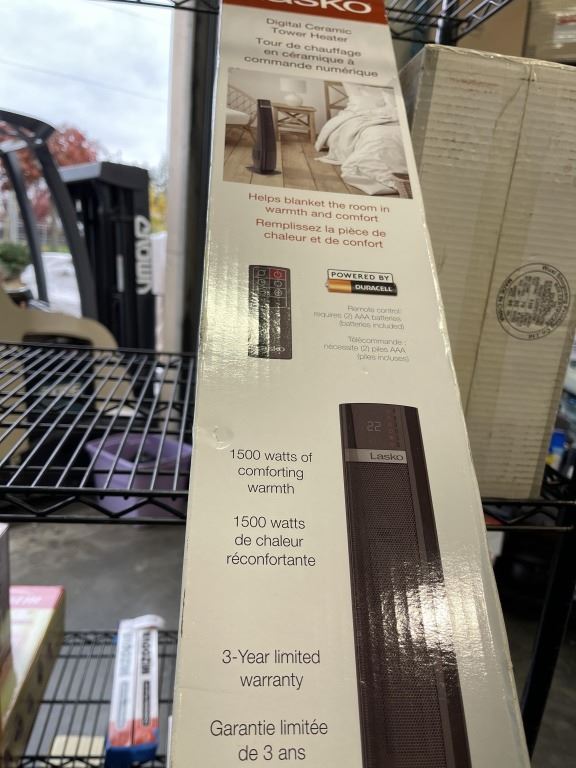 Lasko
Digital Ceramic
Tower Heater
Tour de chauffage
en céramique à
commande numérique
Helps blanket the room in
warmth and comfort
Remplissez la pièce de
chaleur et de confort
POWERED BY
DURACELL
Remote control:
requires (2) AAA batteries
(batteries included)
Télécommande :
nécessite (2) piles AAA
(piles incluses)
Lasko
22
Lasko
1500 watts of
comforting
warmth
1500 watts
de chaleur
réconfortante
3-Year limited
warranty
Garantie limitée
de 3 ans